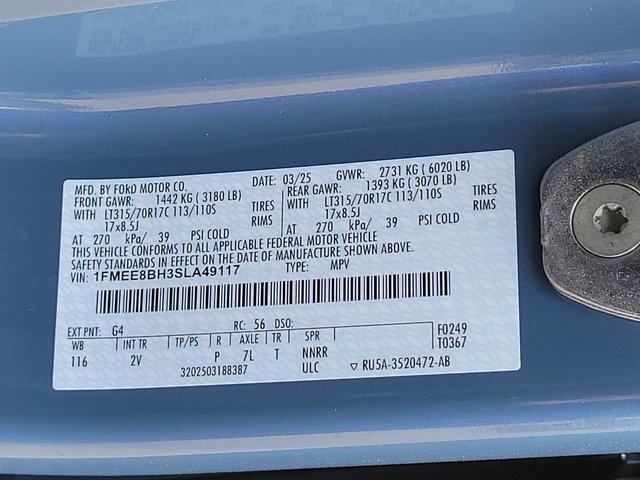 MFD. BY FORD MOTOR CO. DATE: 03/25 GVWR: 2731 KG ( 6020 LB)
FRONT GAWR: 1442 KG ( 3180 LB) REAR GAWR: 1393 KG ( 3070 LB)
WITH LT315/70R17C 113/110S TIRES WITH LT315/70R17C 113/110S TIRES
17x8.5J RIMS 17x8.5J RIMS
AT 270 kPa/ 39 PSI COLD AT 270 kPa/ 39 PSI COLD
THIS VEHICLE CONFORMS TO ALL APPLICABLE FEDERAL MOTOR VEHICLE
SAFETY STANDARDS IN EFFECT ON THE DATE OF MANUFACTURE SHOWN ABOVE.
VIN: 1FMEE8BH3SLA49117 TYPE: MPV
EXT PNT: G4 RC: 56 DSO: F0249
WB INT TR TP/PS R AXLE TR SPR T0367
116 2V P 7L T NNRR
3202503188387 ULC ▽ RU5A-3520472-AB